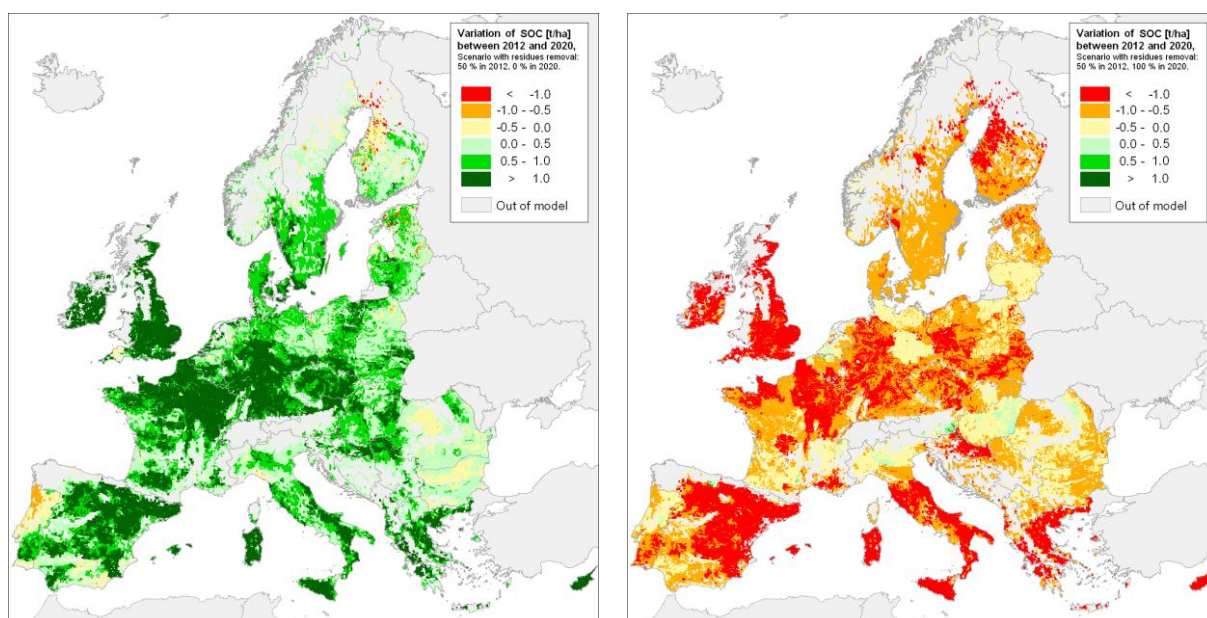 Variation of SOC [t/ha]
between 2012 and 2020,
Scenario with residues removal:
50 % in 2012, 0 % in 2020.
< -1.0
-1.0 - -0.5
-0.5 - 0.0
0.0 - 0.5
0.5 - 1.0
> 1.0
Out of model
Variation of SOC [t/ha]
between 2012 and 2020,
Scenario with residues removal:
50 % in 2012, 100 % in 2020.
< -1.0
-1.0 - -0.5
-0.5 - 0.0
0.0 - 0.5
0.5 - 1.0
> 1.0
Out of model